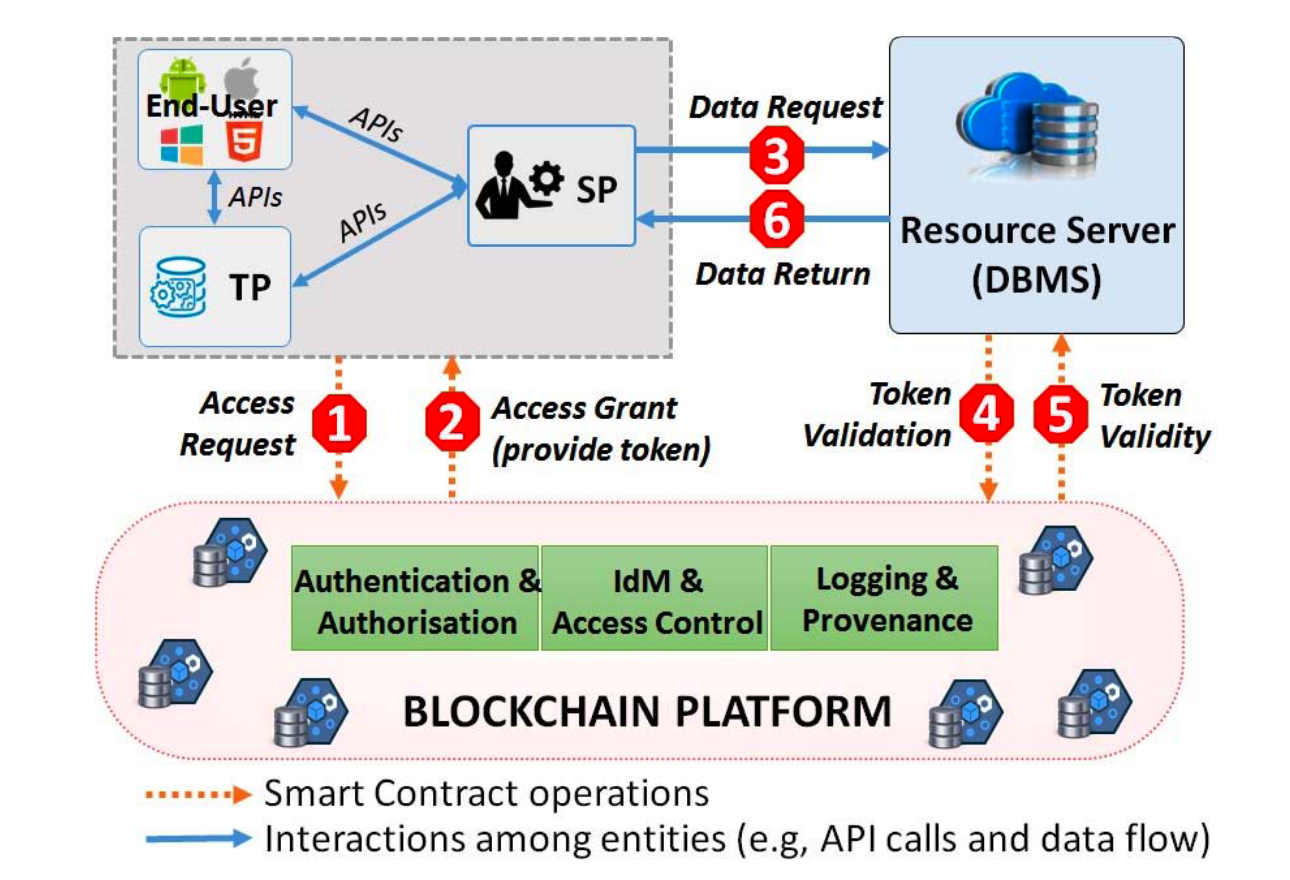 End-User
APIs
APIs
APIs
TP
SP
Data Request
3
6
Data Return
Resource Server
(DBMS)
Access
Request
1
2
Access Grant
(provide token)
Token
Validation
4
5
Token
Validity
Authentication &
Authorisation
IdM &
Access Control
Logging &
Provenance
BLOCKCHAIN PLATFORM
Smart Contract operations
Interactions among entities (e.g, API calls and data flow)